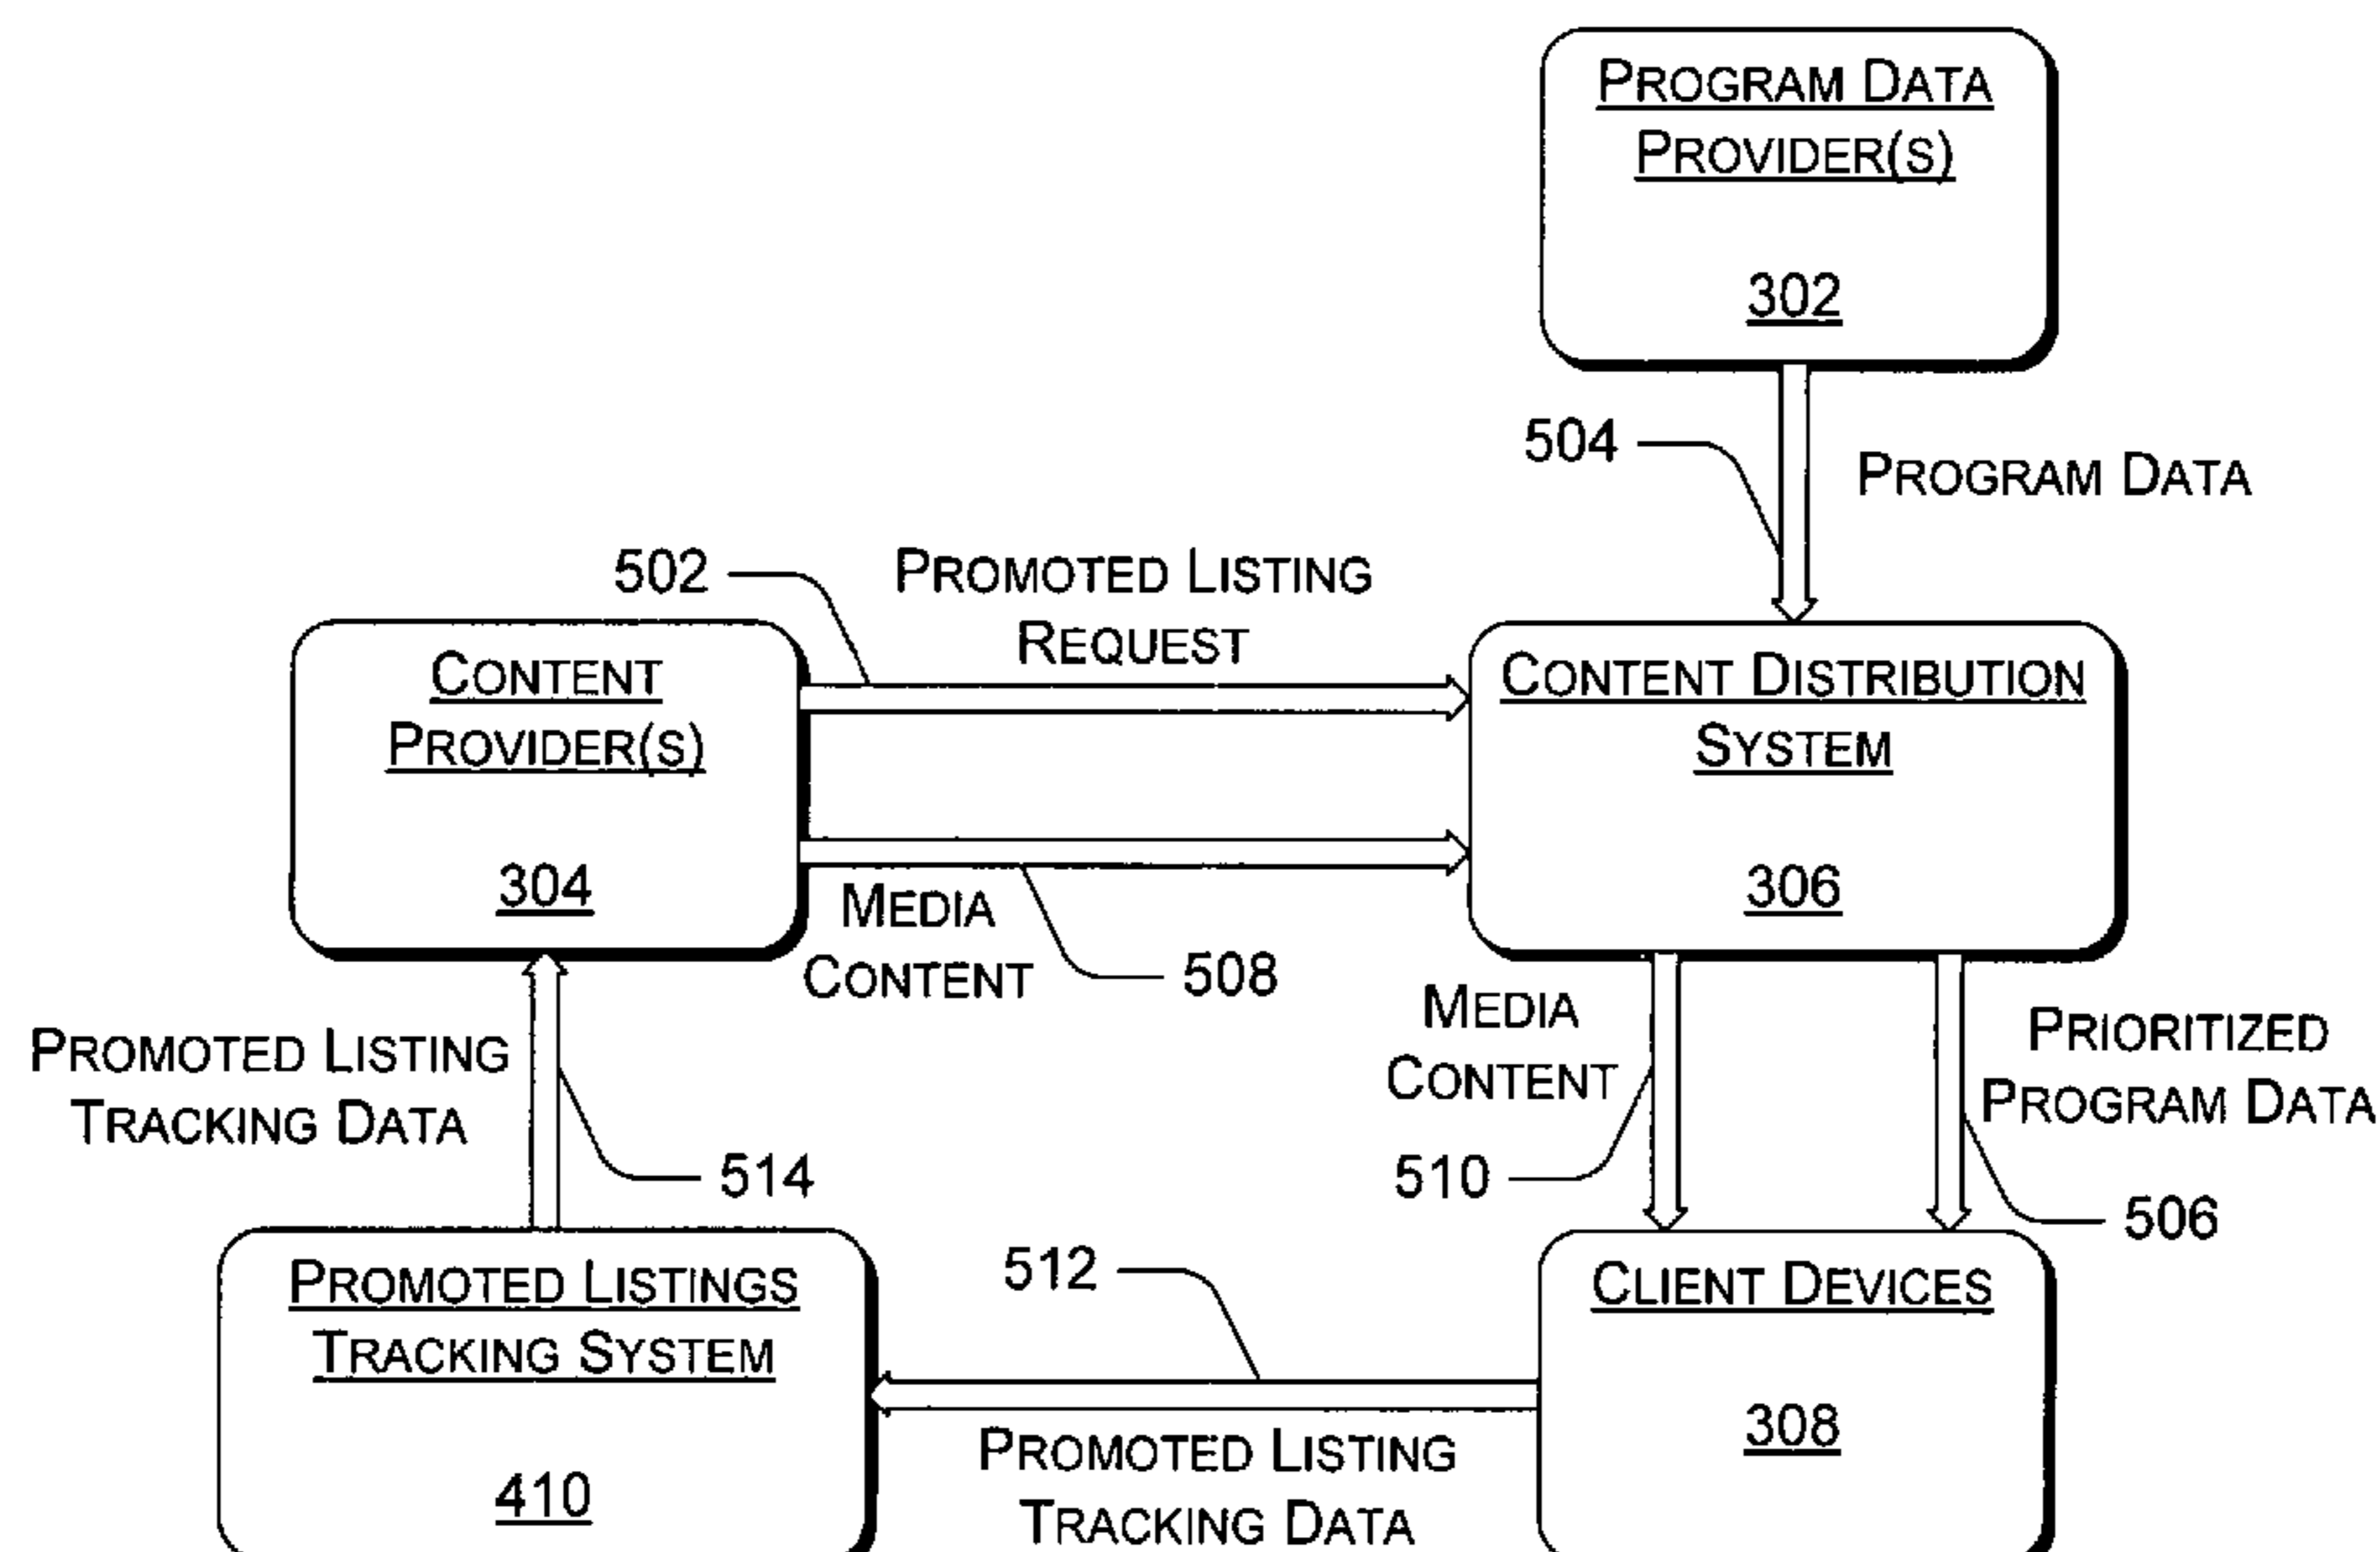 PROGRAM DATA
PROVIDER(S)
302
504
PROGRAM DATA
502
PROMOTED LISTING
REQUEST
CONTENT
PROVIDER(S)
304
CONTENT DISTRIBUTION
SYSTEM
306
MEDIA
CONTENT
508
MEDIA
CONTENT
510
PRIORITIZED
PROGRAM DATA
506
PROMOTED LISTING
TRACKING DATA
514
PROMOTED LISTINGS
TRACKING SYSTEM
410
512
PROMOTED LISTING
TRACKING DATA
CLIENT DEVICES
308